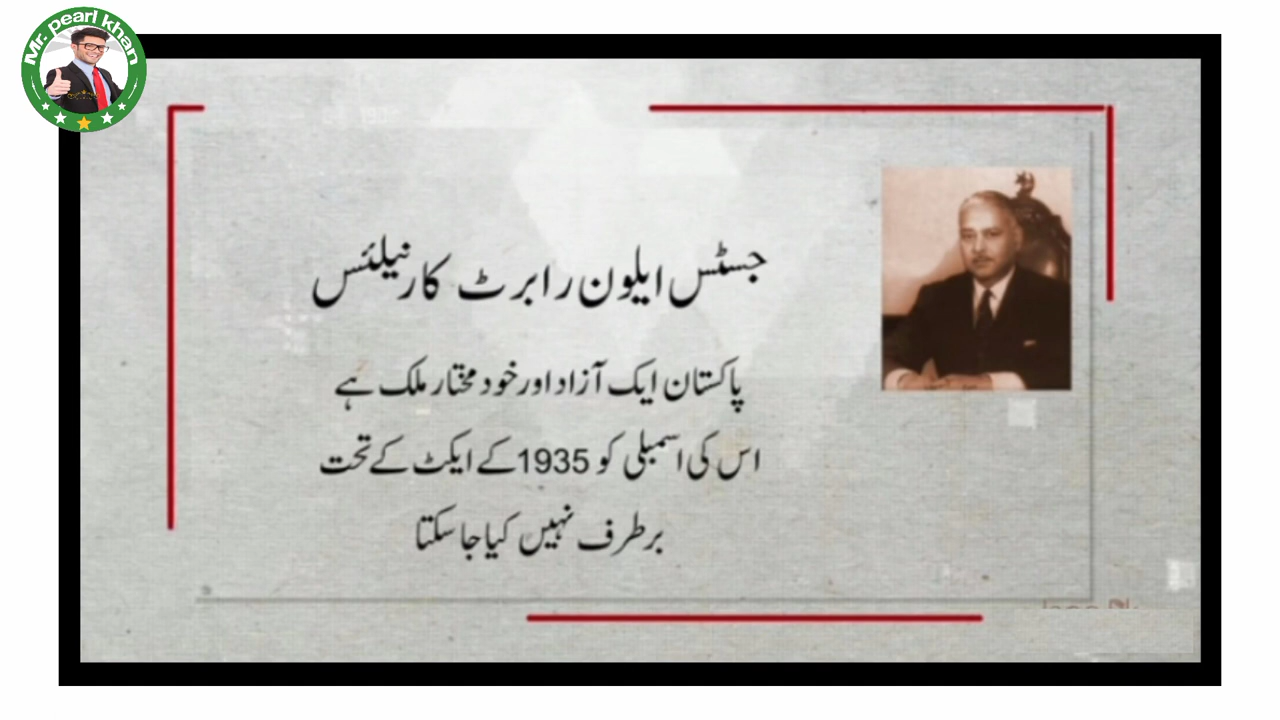 Mr. pearl khan
جسٹس ایلون رابرٹ کارنیلئس
پاکستان ایک آزاد اور خود مختار ملک ہے
اس کی اسمبلی کو 1935 کے ایکٹ کے تحت
برطرف نہیں کیا جا سکتا